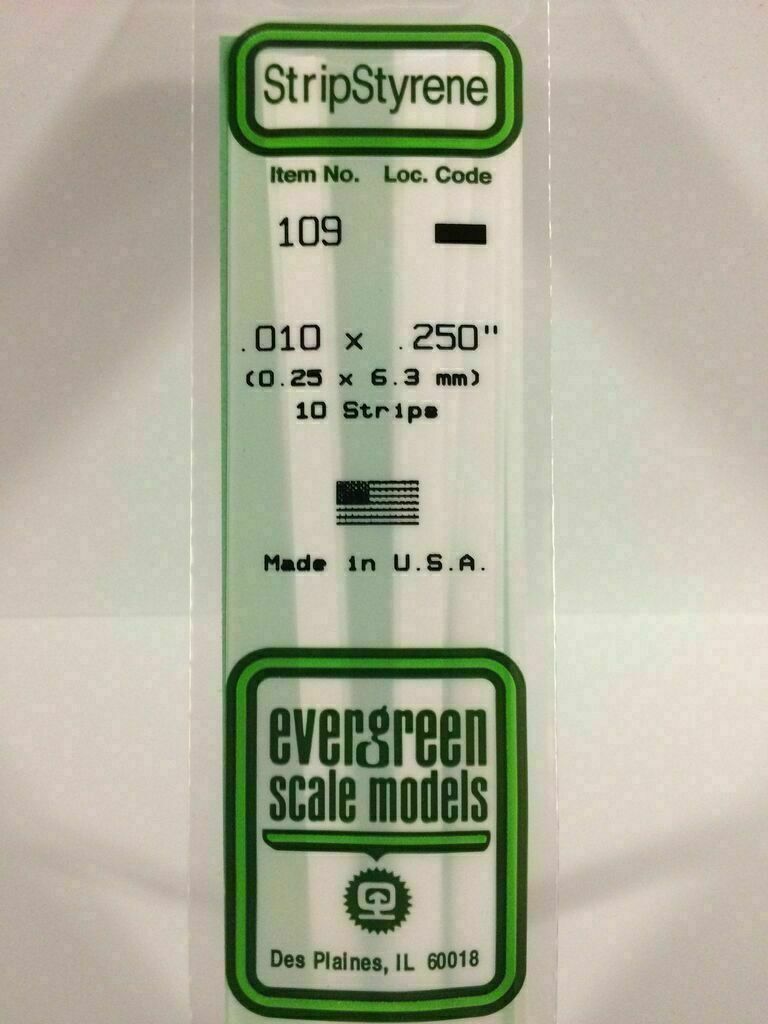 StripStyrene
Item No. Loc. Code
109
.010 x .250"
(0.25 x 6.3 mm)
10 Strips
Made in U.S.A.
evergreen
scale models
Des Plaines, IL 60018